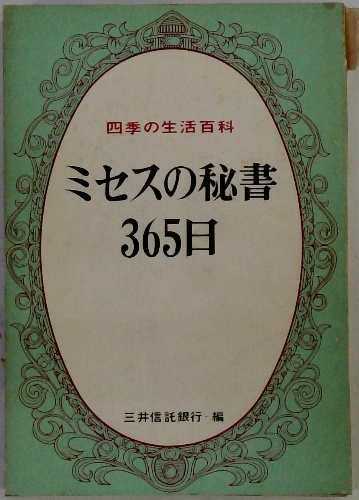 四季の生活百科
ミセスの秘書
365日
三井信託銀行・編